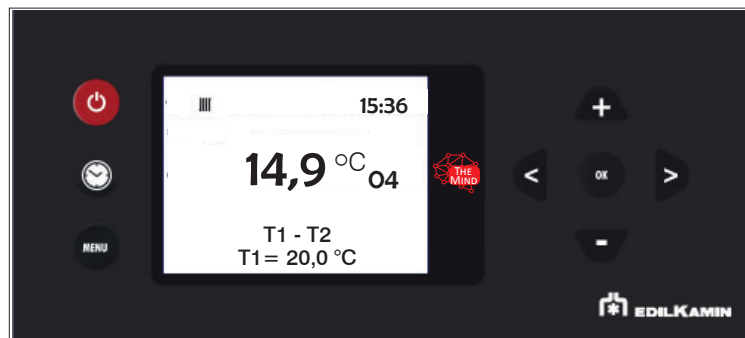 15:36
14,9 °C 04
THE
MIND
< OK >
+
-
MENU
T1 - T2
T1= 20,0 °C
EDILKAMIN